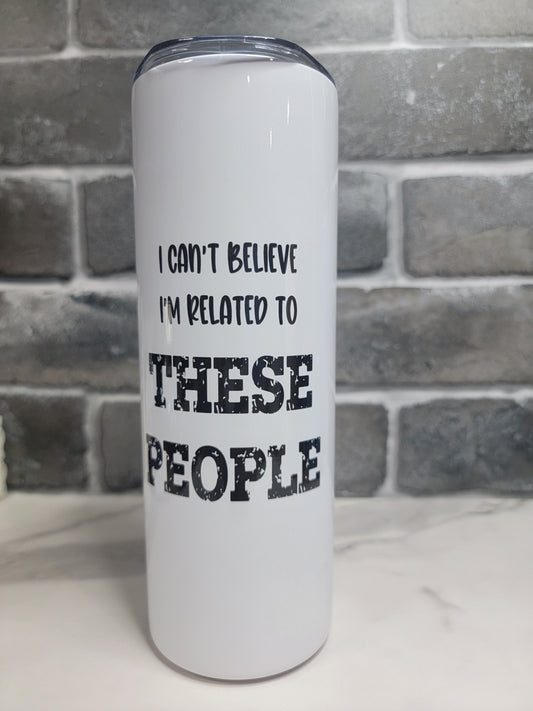 I CAN'T BELIEVE
I'M RELATED TO
THESE
PEOPLE